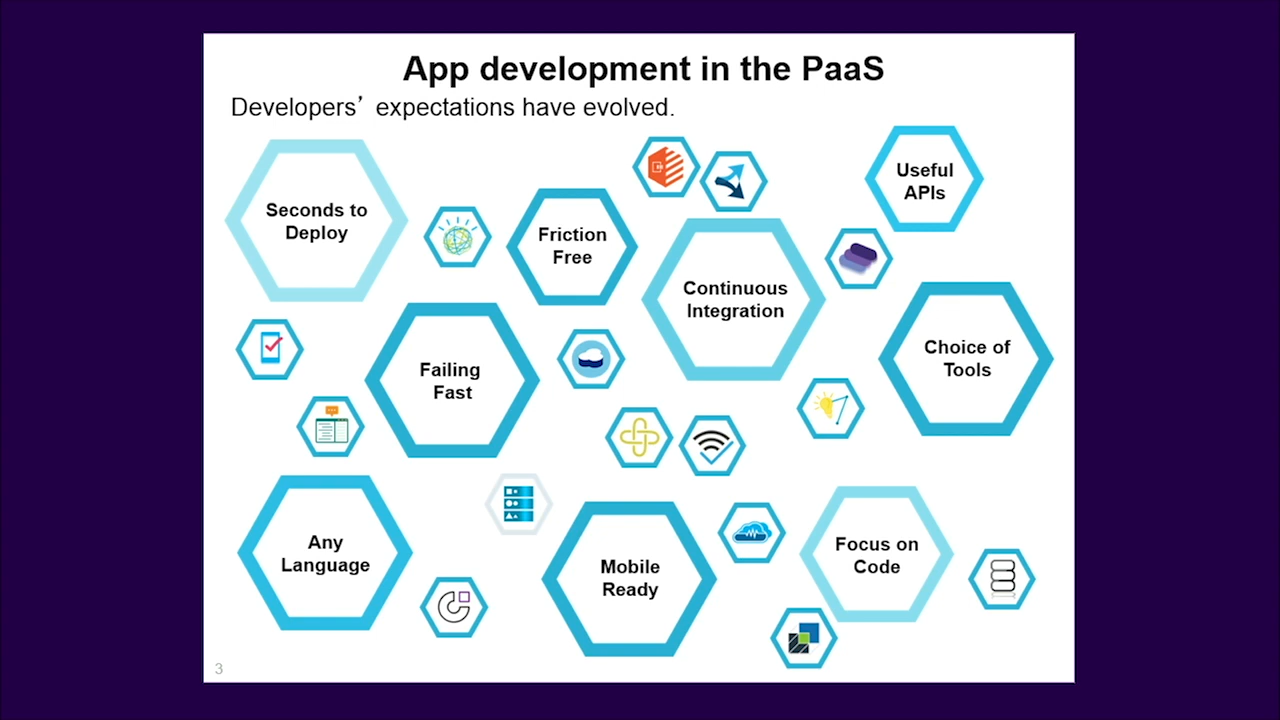 App development in the PaaS
Developers’ expectations have evolved.
Seconds to
Deploy
Friction
Free
Useful
APIs
Continuous
Integration
Failing
Fast
Choice of
Tools
Any
Language
Mobile
Ready
Focus on
Code
3